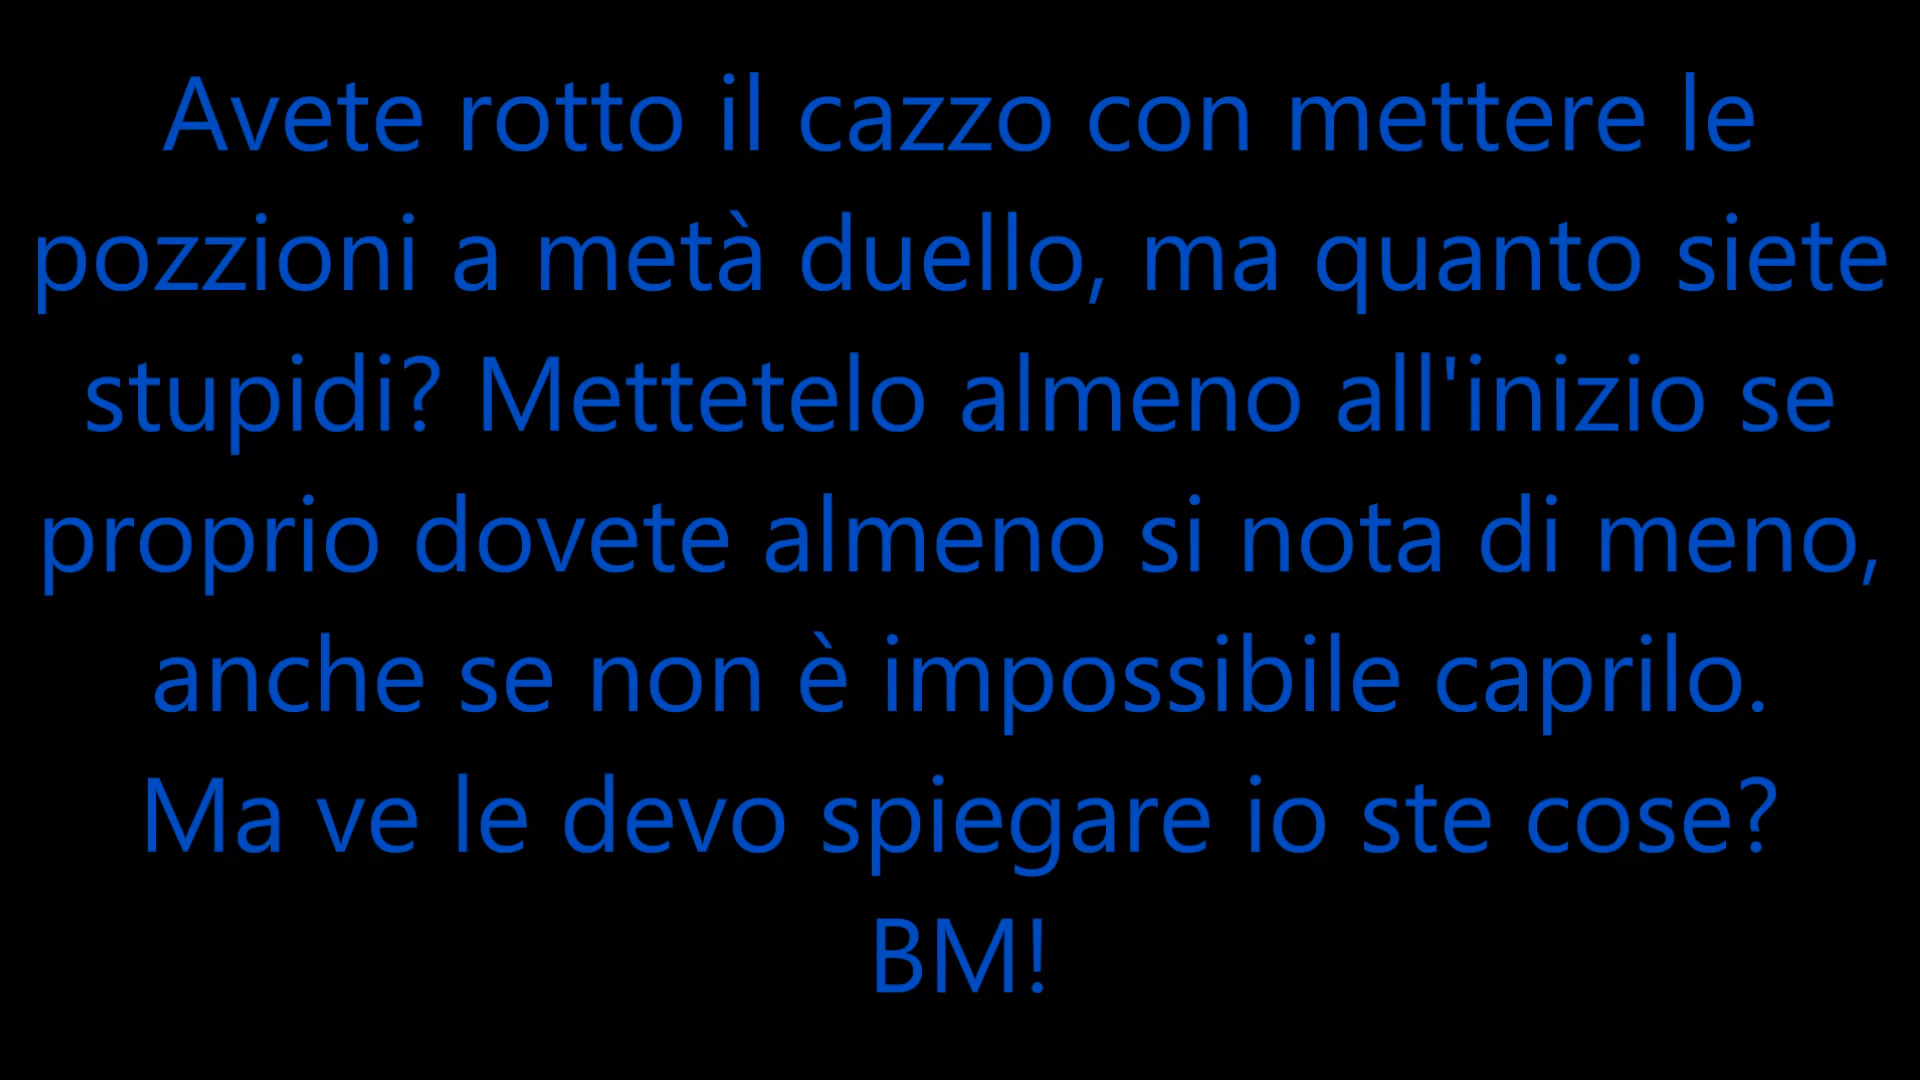 Avete rotto il cazzo con mettere le
pozzioni a metà duello, ma quanto siete
stupidi? Mettetelo almeno all'inizio se
proprio dovete almeno si nota di meno,
anche se non è impossibile caprilo.
Ma ve le devo spiegare io ste cose?
BM!